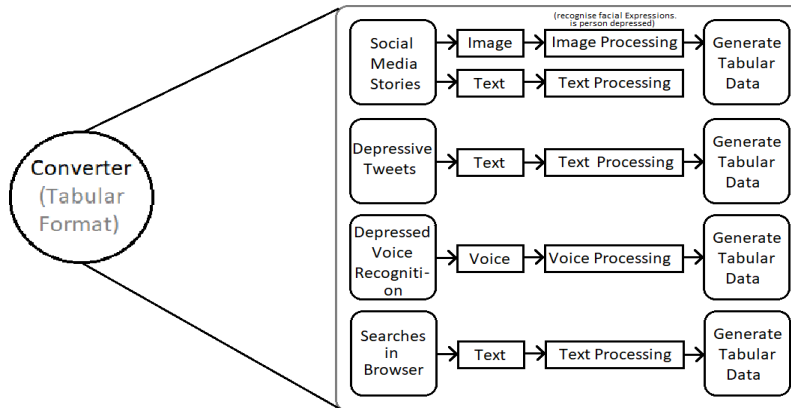 Converter
(Tabular
Format)
(recognise facial Expressions.
is person depressed)
Social
Media
Stories
Image
Image Processing
Text
Text Processing
Generate
Tabular
Data
Depressive
Tweets
Text
Text Processing
Generate
Tabular
Data
Depressed
Voice
Recogniti-
on
Voice
Voice Processing
Generate
Tabular
Data
Searches
in
Browser
Text
Text Processing
Generate
Tabular
Data